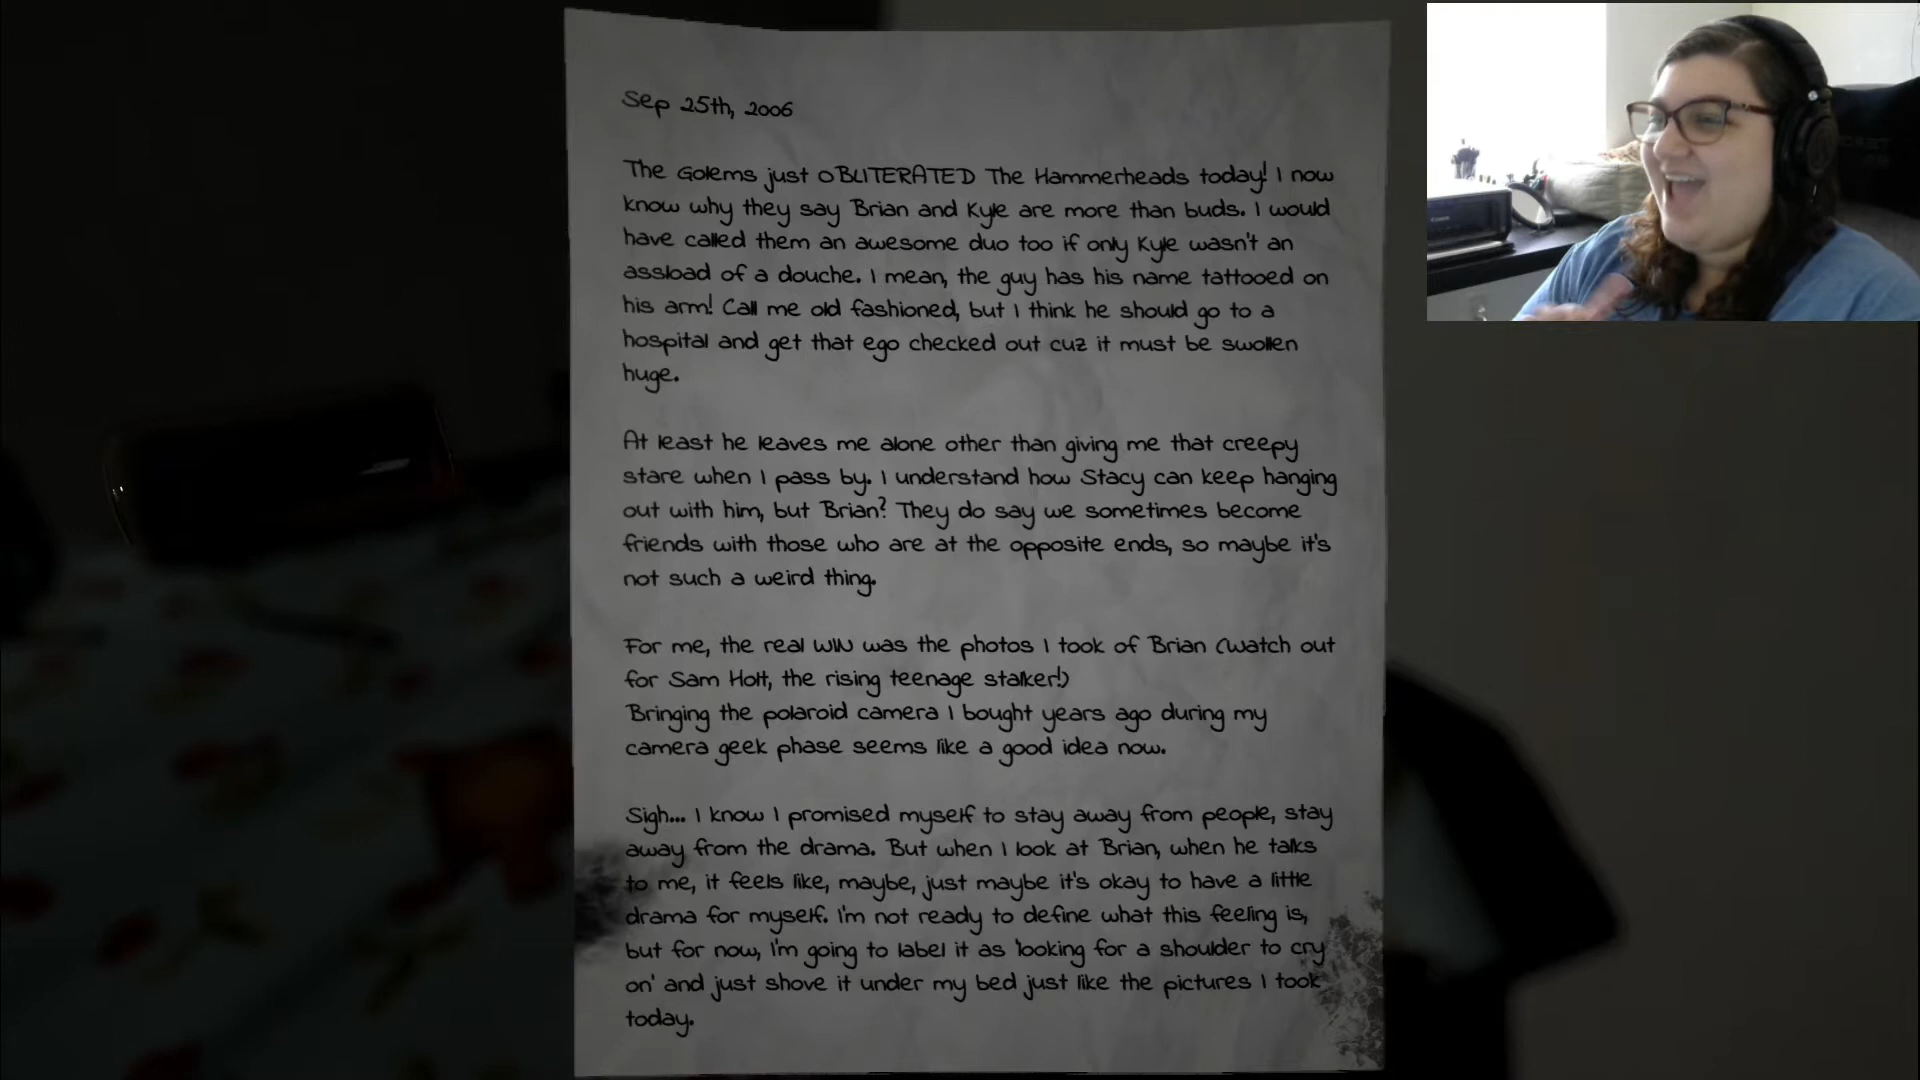 Sep 25th, 2006
The Golems just OBLITERATED The Hammerheads today! I now
know why they say Brian and Kyle are more than buds. I would
have called them an awesome duo too if only Kyle wasn't an
assload of a douche. I mean, the guy has his name tattooed on
his arm! Call me old fashioned, but I think he should go to a
hospital and get that ego checked out cuz it must be swollen
huge.
At least he leaves me alone other than giving me that creepy
stare when I pass by. I understand how Stacy can keep hanging
out with him, but Brian? They do say we sometimes become
friends with those who are at the opposite ends, so maybe it's
not such a weird thing.
For me, the real WIN was the photos I took of Brian (watch out
for Sam Holt, the rising teenage stalker!)
Bringing the polaroid camera I bought years ago during my
camera geek phase seems like a good idea now.
Sigh... I know I promised myself to stay away from people, stay
away from the drama. But when I look at Brian, when he talks
to me, it feels like, maybe, just maybe it's okay to have a little
drama for myself. I'm not ready to define what this feeling is,
but for now, I'm going to label it as 'looking for a shoulder to cry
on' and just shove it under my bed just like the pictures I took
today.
Canon